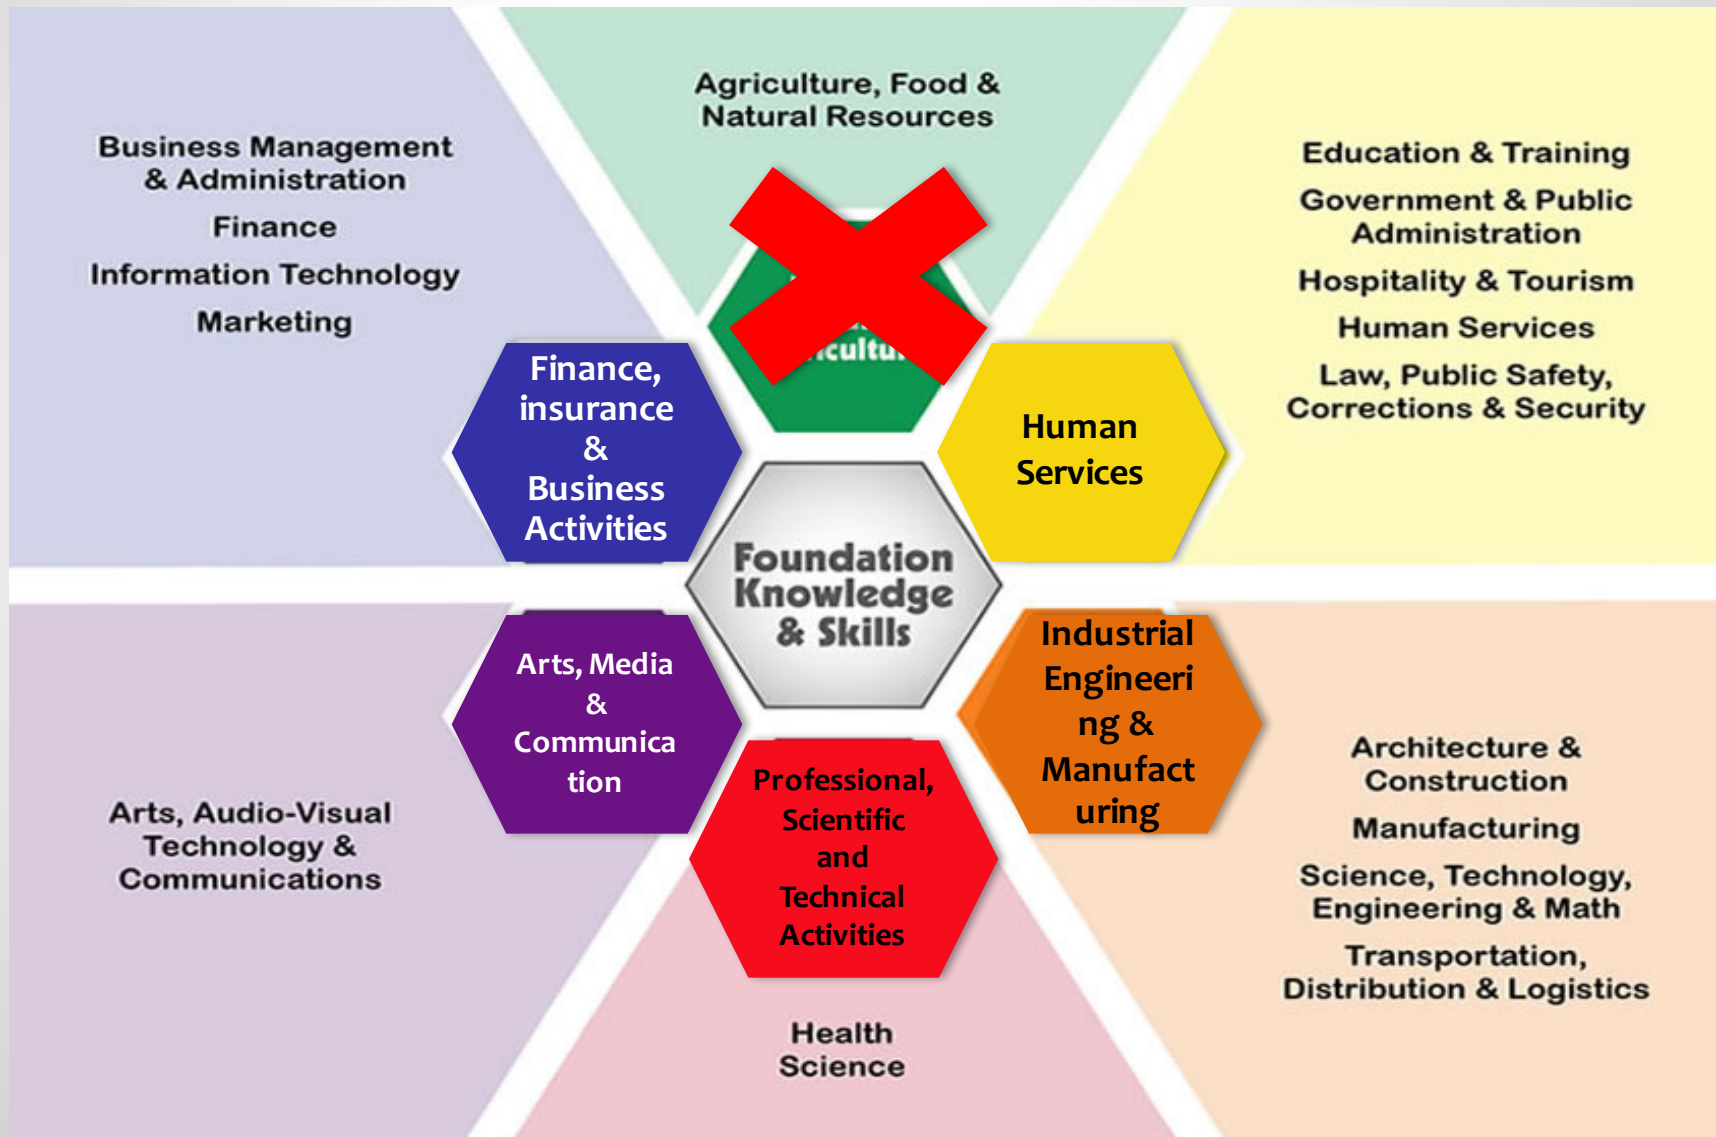 Agriculture, Food &
Natural Resources
Business Management
& Administration
Finance
Information Technology
Marketing
Education & Training
Government & Public
Administration
Hospitality & Tourism
Human Services
Law, Public Safety,
Corrections & Security
Finance,
insurance
&
Business
Activities
Human
Services
Foundation
Knowledge
& Skills
Arts, Media
&
Communica
tion
Industrial
Engineeri
ng &
Manufact
uring
Professional,
Scientific
and
Technical
Activities
Arts, Audio-Visual
Technology &
Communications
Architecture &
Construction
Manufacturing
Science, Technology,
Engineering & Math
Transportation,
Distribution & Logistics
Health
Science